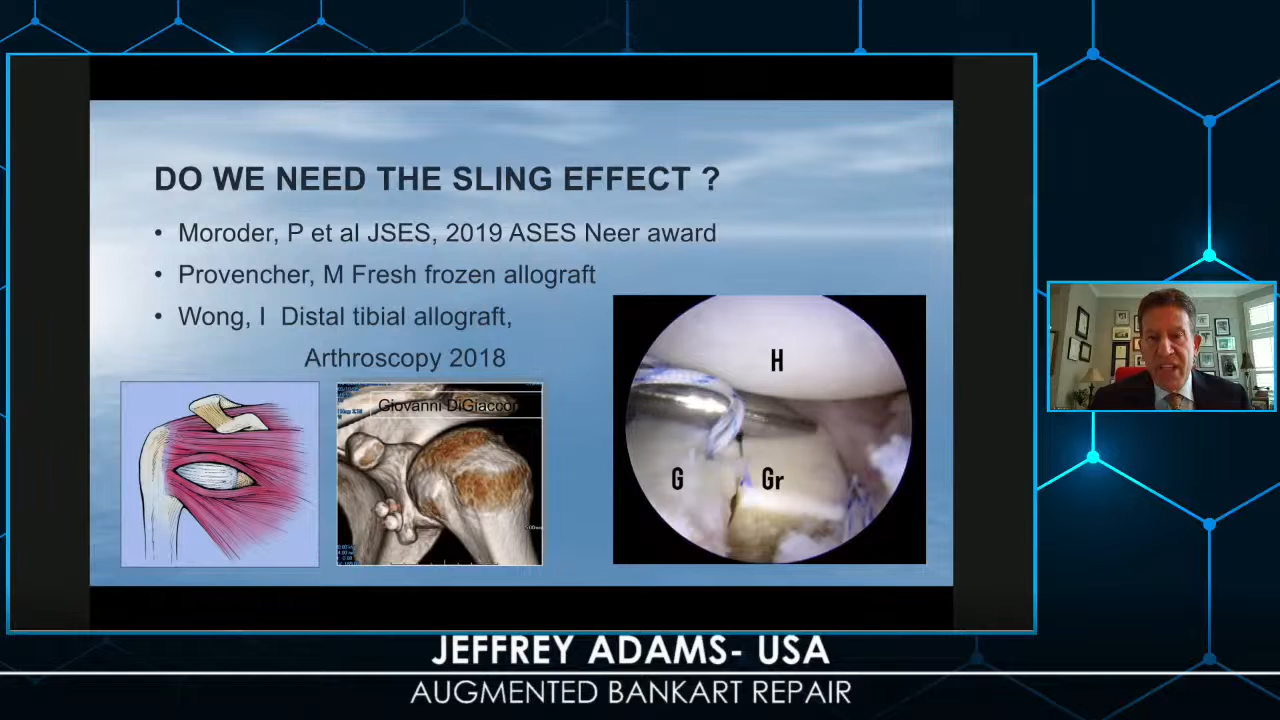 DO WE NEED THE SLING EFFECT ?
• Moroder, P et al JSES, 2019 ASES Neer award
• Provencher, M Fresh frozen allograft
• Wong, I Distal tibial allograft,
Arthroscopy 2018
Giovanni DiGiacco
H
G
Gr
JEFFREY ADAMS- USA
AUGMENTED BANKART REPAIR